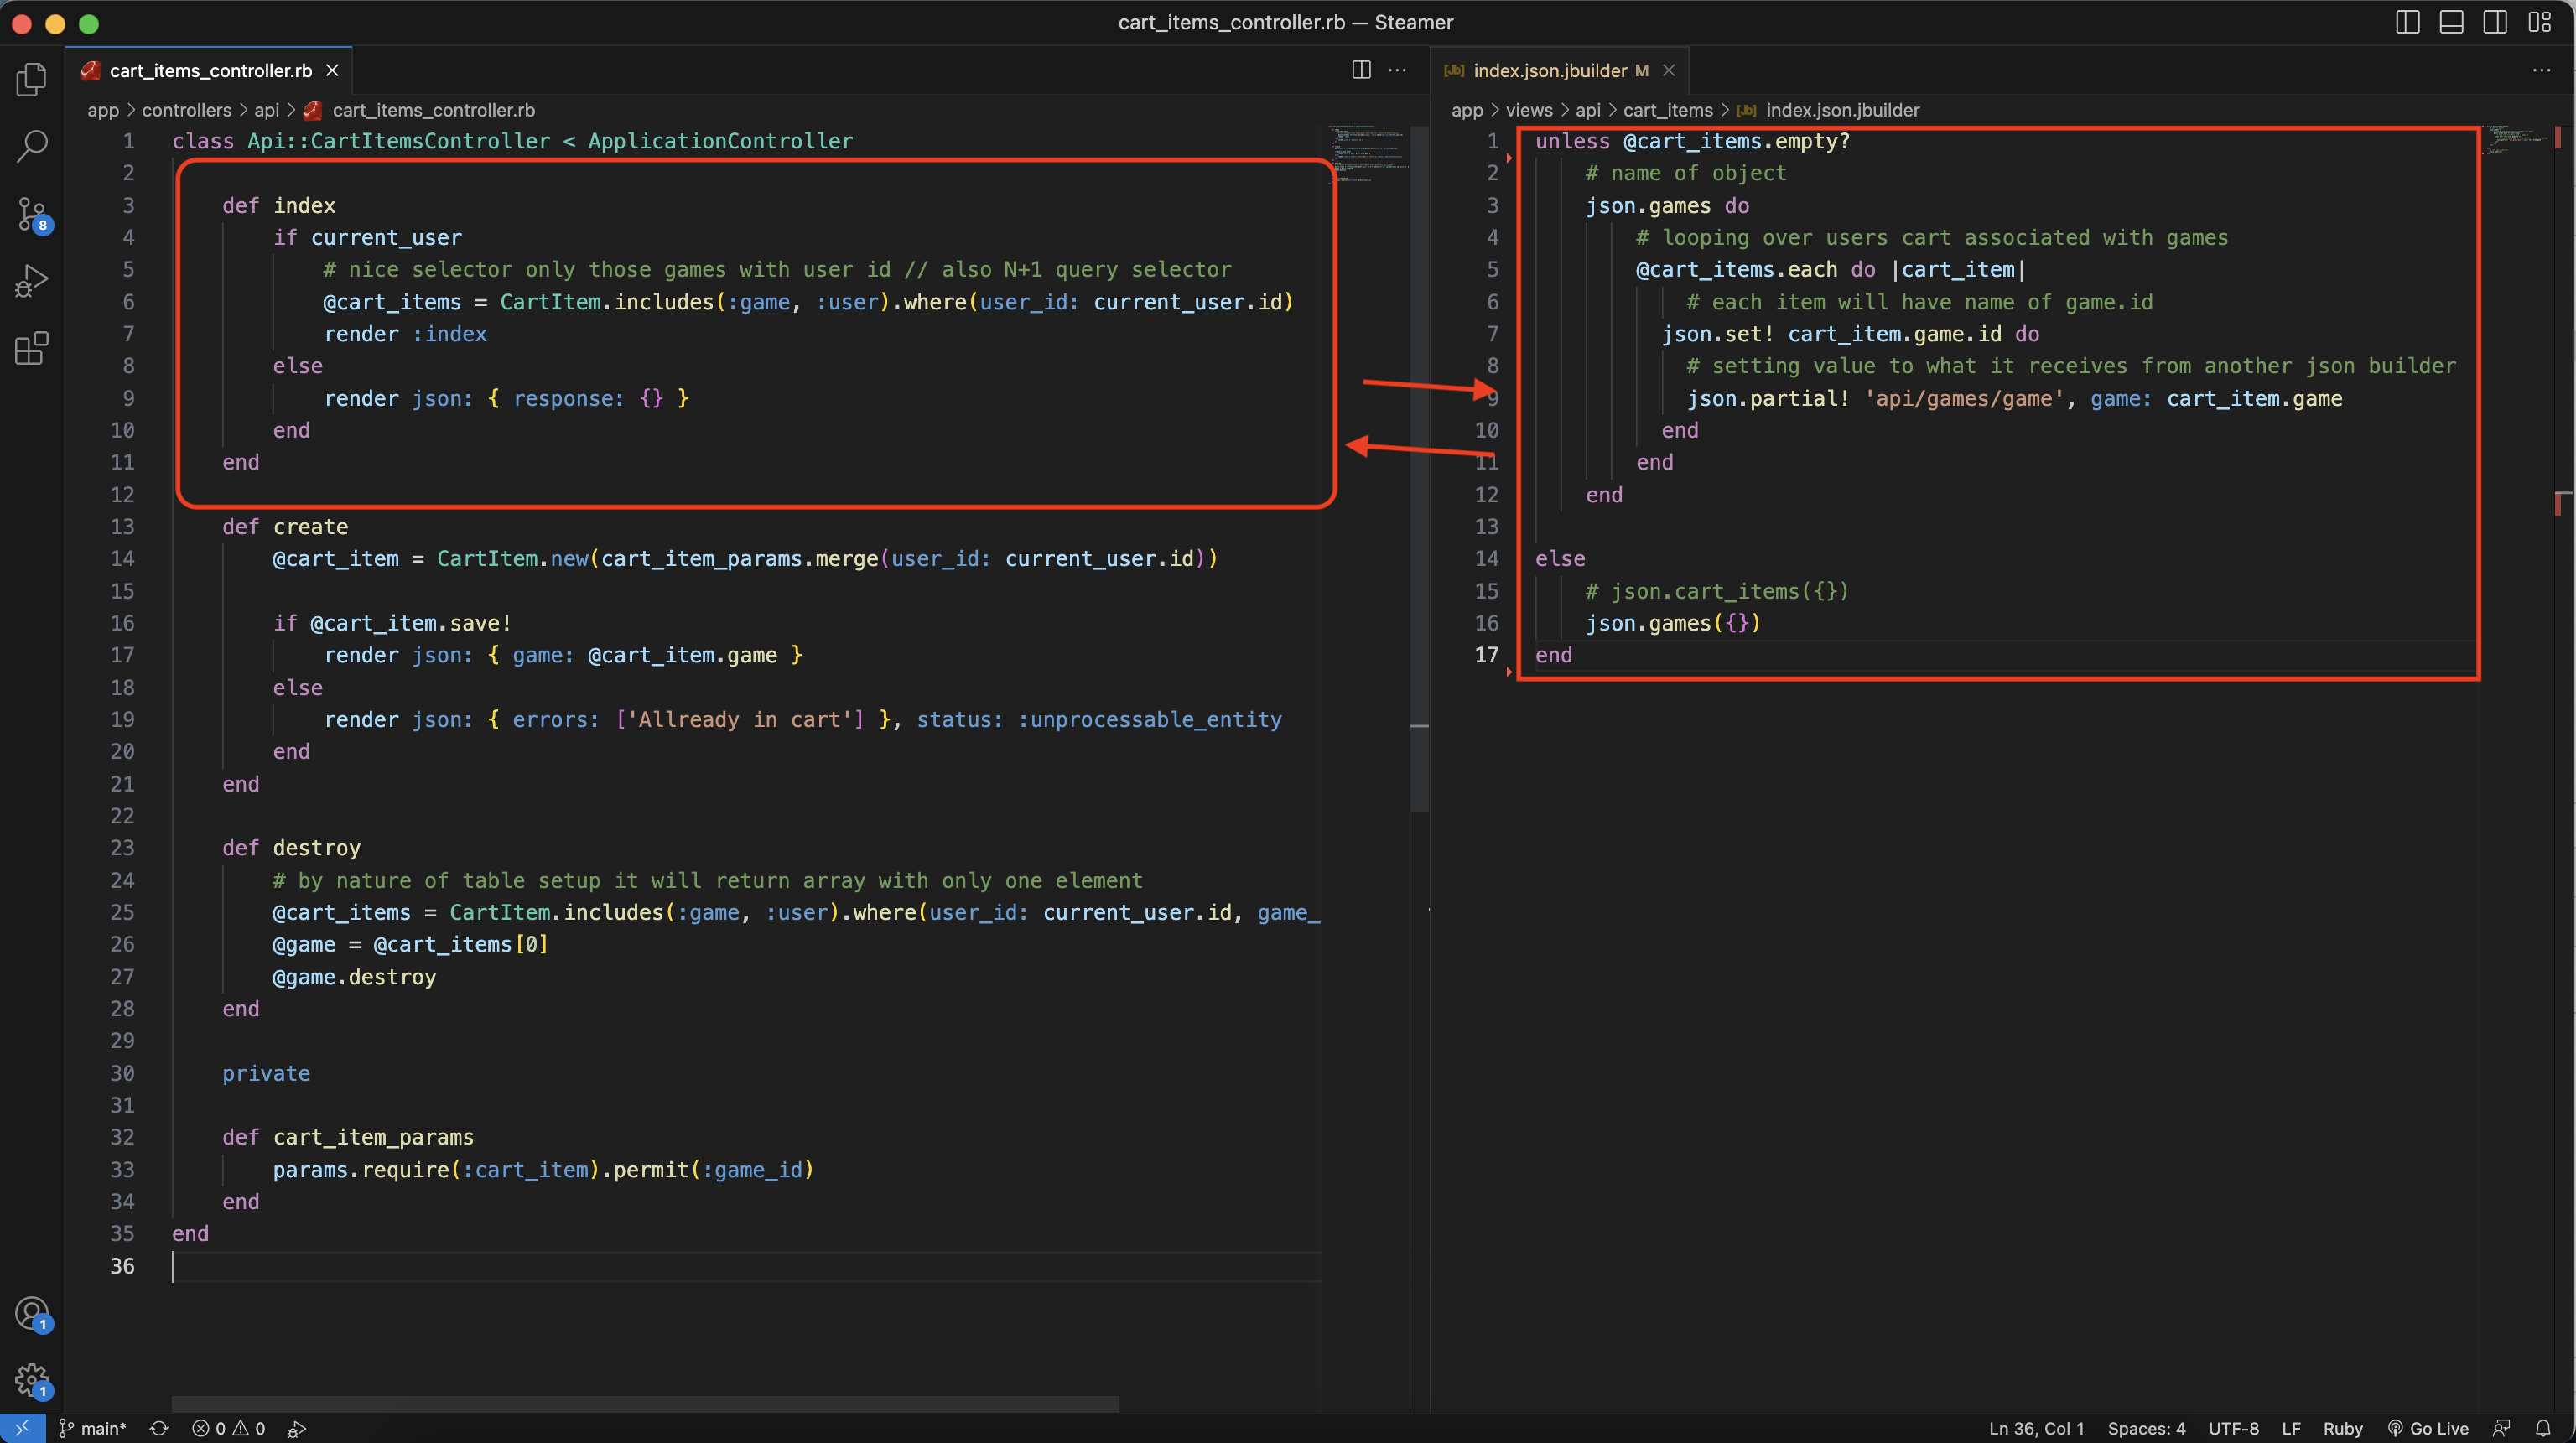 cart_items_controller.rb — Steamer
cart_items_controller.rb
app > controllers > api > cart_items_controller.rb
1 class Api::CartItemsController < ApplicationController
2
3 def index
4 if current_user
5 # nice selector only those games with user id // also N+1 query selector
6 @cart_items = CartItem.includes(:game, :user).where(user_id: current_user.id)
7 render :index
8 else
9 render json: { response: {} }
10 end
11 end
12
13 def create
14 @cart_item = CartItem.new(cart_item_params.merge(user_id: current_user.id))
15
16 if @cart_item.save!
17 render json: { game: @cart_item.game }
18 else
19 render json: { errors: ['Allready in cart'] }, status: :unprocessable_entity
20 end
21 end
22
23 def destroy
24 # by nature of table setup it will return array with only one element
25 @cart_items = CartItem.includes(:game, :user).where(user_id: current_user.id, game_
26 @game = @cart_items[0]
27 @game.destroy
28 end
29
30 private
31
32 def cart_item_params
33 params.require(:cart_item).permit(:game_id)
34 end
35 end
36
[Jb] index.json.jbuilder M
app > views > api > cart_items > [Jb] index.json.jbuilder
1 unless @cart_items.empty?
2 # name of object
3 json.games do
4 # looping over users cart associated with games
5 @cart_items.each do |cart_item|
6 # each item will have name of game.id
7 json.set! cart_item.game.id do
8 # setting value to what it receives from another json builder
9 json.partial! 'api/games/game', game: cart_item.game
10 end
11 end
12 end
13
14 else
15 # json.cart_items({})
16 json.games({})
17 end
8
1
1
main*
0 0
Ln 36, Col 1
Spaces: 4
UTF-8
LF
Ruby
Go Live